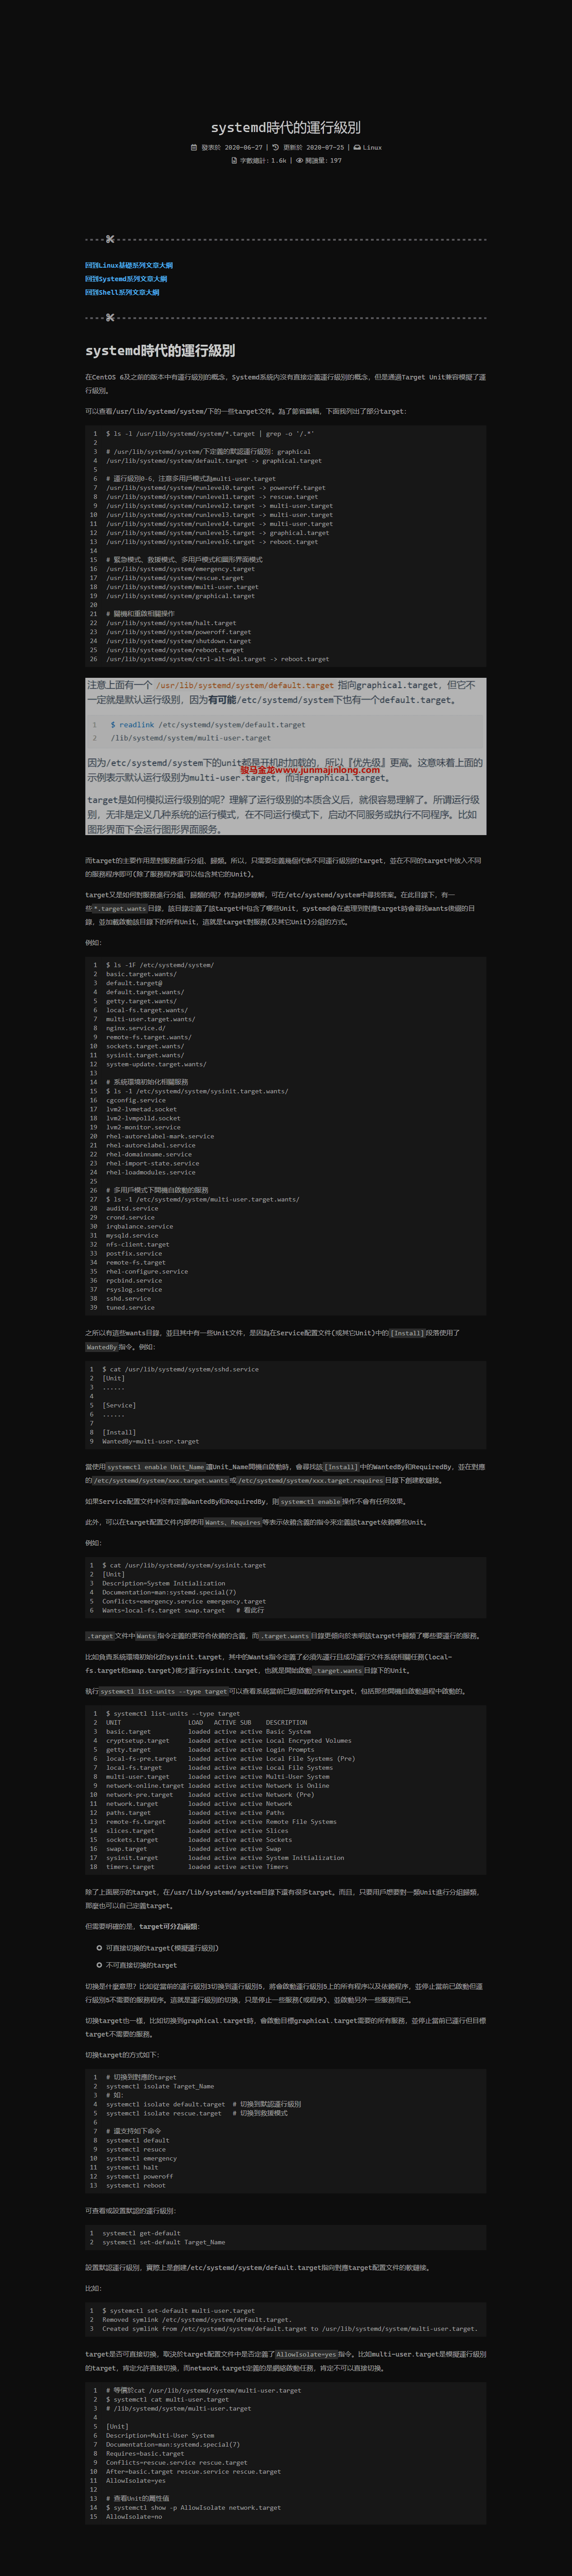 systemd時代的運行級別
發表於 2020-06-27 | 更新於 2020-07-25 | Linux
字數總計: 1.6k | 閱讀量: 197
回到Linux基礎系列文章大綱
回到Systemd系列文章大綱
回到Shell系列文章大綱
systemd時代的運行級別
在CentOS 6及之前的版本中有運行級別的概念，Systemd系統內沒有直接定義運行級別的概念，但是通過Target Unit兼容模擬了運
行級別。
可以查看/usr/lib/systemd/system/下的一些target文件。為了節省篇幅，下面我列出了部分target：
1 $ ls -l /usr/lib/systemd/system/*.target | grep -o '/.*'
2
3 # /usr/lib/systemd/system/下定義的默認運行級別：graphical
4 /usr/lib/systemd/system/default.target -> graphical.target
5
6 # 運行級別0-6，注意多用戶模式為multi-user.target
7 /usr/lib/systemd/system/runlevel0.target -> poweroff.target
8 /usr/lib/systemd/system/runlevel1.target -> rescue.target
9 /usr/lib/systemd/system/runlevel2.target -> multi-user.target
10 /usr/lib/systemd/system/runlevel3.target -> multi-user.target
11 /usr/lib/systemd/system/runlevel4.target -> multi-user.target
12 /usr/lib/systemd/system/runlevel5.target -> graphical.target
13 /usr/lib/systemd/system/runlevel6.target -> reboot.target
14
15 # 緊急模式、救援模式、多用戶模式和圖形界面模式
16 /usr/lib/systemd/system/emergency.target
17 /usr/lib/systemd/system/rescue.target
18 /usr/lib/systemd/system/multi-user.target
19 /usr/lib/systemd/system/graphical.target
20
21 # 關機和重啟相關操作
22 /usr/lib/systemd/system/halt.target
23 /usr/lib/systemd/system/poweroff.target
24 /usr/lib/systemd/system/shutdown.target
25 /usr/lib/systemd/system/reboot.target
26 /usr/lib/systemd/system/ctrl-alt-del.target -> reboot.target
注意上面有一个 /usr/lib/systemd/system/default.target 指向graphical.target，但它不
一定就是默认运行级别，因为有可能/etc/systemd/system下也有一个default.target。
1 $ readlink /etc/systemd/system/default.target
2 /lib/systemd/system/multi-user.target
因为/etc/systemd/system下的unit都是开机时加载的，所以『优先级』更高。这意味着上面的
骏马金龙www.junmajinlong.com
示例表示默认运行级别为multi-user.target，而非graphical.target。
target是如何模拟运行级别的呢？理解了运行级别的本质含义后，就很容易理解了。所谓运行级
别，无非是定义几种系统的运行模式，在不同运行模式下，启动不同服务或执行不同程序。比如
图形界面下会运行图形界面服务。
而target的主要作用是對服務進行分組、歸類。所以，只需要定義幾個代表不同運行級別的target，並在不同的target中放入不同
的服務程序即可(除了服務程序還可以包含其它的Unit)。
target又是如何對服務進行分組、歸類的呢？作為初步瞭解，可在/etc/systemd/system中尋找答案。在此目錄下，有一
些*.target.wants目錄，該目錄定義了該target中包含了哪些Unit，systemd會在處理到對應target時會尋找wants後綴的目
錄，並加載啟動該目錄下的所有Unit，這就是target對服務(及其它Unit)分組的方式。
例如：
1 $ ls -1F /etc/systemd/system/
2 basic.target.wants/
3 default.target@
4 default.target.wants/
5 getty.target.wants/
6 local-fs.target.wants/
7 multi-user.target.wants/
8 nginx.service.d/
9 remote-fs.target.wants/
10 sockets.target.wants/
11 sysinit.target.wants/
12 system-update.target.wants/
13
14 # 系統環境初始化相關服務
15 $ ls -1 /etc/systemd/system/sysinit.target.wants/
16 cgconfig.service
17 lvm2-lvmetad.socket
18 lvm2-lvmpolld.socket
19 lvm2-monitor.service
20 rhel-autorelabel-mark.service
21 rhel-autorelabel.service
22 rhel-domainname.service
23 rhel-import-state.service
24 rhel-loadmodules.service
25
26 # 多用戶模式下開機自啟動的服務
27 $ ls -1 /etc/systemd/system/multi-user.target.wants/
28 auditd.service
29 crond.service
30 irqbalance.service
31 mysqld.service
32 nfs-client.target
33 postfix.service
34 remote-fs.target
35 rhel-configure.service
36 rpcbind.service
37 rsyslog.service
38 sshd.service
39 tuned.service
之所以有這些wants目錄，並且其中有一些Unit文件，是因為在Service配置文件(或其它Unit)中的[Install]段落使用了
WantedBy指令。例如：
1 $ cat /usr/lib/systemd/system/sshd.service
2 [Unit]
3 ......
4
5 [Service]
6 ......
7
8 [Install]
9 WantedBy=multi-user.target
當使用systemctl enable Unit_Name讓Unit_Name開機自啟動時，會尋找該[Install]中的WantedBy和RequiredBy，並在對應
的/etc/systemd/system/xxx.target.wants或/etc/systemd/system/xxx.target.requires目錄下創建軟鏈接。
如果Service配置文件中沒有定義WantedBy和RequiredBy，則systemctl enable操作不會有任何效果。
此外，可以在target配置文件內部使用Wants、Requires等表示依賴含義的指令來定義該target依賴哪些Unit。
例如：
1 $ cat /usr/lib/systemd/system/sysinit.target
2 [Unit]
3 Description=System Initialization
4 Documentation=man:systemd.special(7)
5 Conflicts=emergency.service emergency.target
6 Wants=local-fs.target swap.target # 看此行
.target文件中Wants指令定義的更符合依賴的含義，而.target.wants目錄更傾向於表明該target中歸類了哪些要運行的服務。
比如負責系統環境初始化的sysinit.target，其中的Wants指令定義了必須先運行且成功運行文件系統相關任務(local-
fs.target和swap.target)後才運行sysinit.target，也就是開始啟動.target.wants目錄下的Unit。
執行systemctl list-units --type target可以查看系統當前已經加載的所有target，包括那些開機自啟動過程中啟動的。
1 $ systemctl list-units --type target
2 UNIT LOAD ACTIVE SUB DESCRIPTION
3 basic.target loaded active active Basic System
4 cryptsetup.target loaded active active Local Encrypted Volumes
5 getty.target loaded active active Login Prompts
6 local-fs-pre.target loaded active active Local File Systems (Pre)
7 local-fs.target loaded active active Local File Systems
8 multi-user.target loaded active active Multi-User System
9 network-online.target loaded active active Network is Online
10 network-pre.target loaded active active Network (Pre)
11 network.target loaded active active Network
12 paths.target loaded active active Paths
13 remote-fs.target loaded active active Remote File Systems
14 slices.target loaded active active Slices
15 sockets.target loaded active active Sockets
16 swap.target loaded active active Swap
17 sysinit.target loaded active active System Initialization
18 timers.target loaded active active Timers
除了上面展示的target，在/usr/lib/systemd/system目錄下還有很多target。而且，只要用戶想要對一類Unit進行分組歸類，
那麼也可以自己定義target。
但需要明確的是，target可分為兩類：
可直接切換的target(模擬運行級別)
不可直接切換的target
切換是什麼意思？比如從當前的運行級別3切換到運行級別5，將會啟動運行級別5上的所有程序以及依賴程序，並停止當前已啟動但運
行級別5不需要的服務程序。這就是運行級別的切換，只是停止一些服務(或程序)、並啟動另外一些服務而已。
切換target也一樣，比如切換到graphical.target時，會啟動目標graphical.target需要的所有服務，並停止當前已運行但目標
target不需要的服務。
切換target的方式如下：
1 # 切換到對應的target
2 systemctl isolate Target_Name
3 # 如：
4 systemctl isolate default.target # 切換到默認運行級別
5 systemctl isolate rescue.target # 切換到救援模式
6
7 # 還支持如下命令
8 systemctl default
9 systemctl resuce
10 systemctl emergency
11 systemctl halt
12 systemctl poweroff
13 systemctl reboot
可查看或設置默認的運行級別：
1 systemctl get-default
2 systemctl set-default Target_Name
設置默認運行級別，實際上是創建/etc/systemd/system/default.target指向對應target配置文件的軟鏈接。
比如：
1 $ systemctl set-default multi-user.target
2 Removed symlink /etc/systemd/system/default.target.
3 Created symlink from /etc/systemd/system/default.target to /usr/lib/systemd/system/multi-user.target.
target是否可直接切換，取決於target配置文件中是否定義了AllowIsolate=yes指令。比如multi-user.target是模擬運行級別
的target，肯定允許直接切換，而network.target定義的是網絡啟動任務，肯定不可以直接切換。
1 # 等價於cat /usr/lib/systemd/system/multi-user.target
2 $ systemctl cat multi-user.target
3 # /lib/systemd/system/multi-user.target
4
5 [Unit]
6 Description=Multi-User System
7 Documentation=man:systemd.special(7)
8 Requires=basic.target
9 Conflicts=rescue.service rescue.target
10 After=basic.target rescue.service rescue.target
11 AllowIsolate=yes
12
13 # 查看Unit的屬性值
14 $ systemctl show -p AllowIsolate network.target
15 AllowIsolate=no